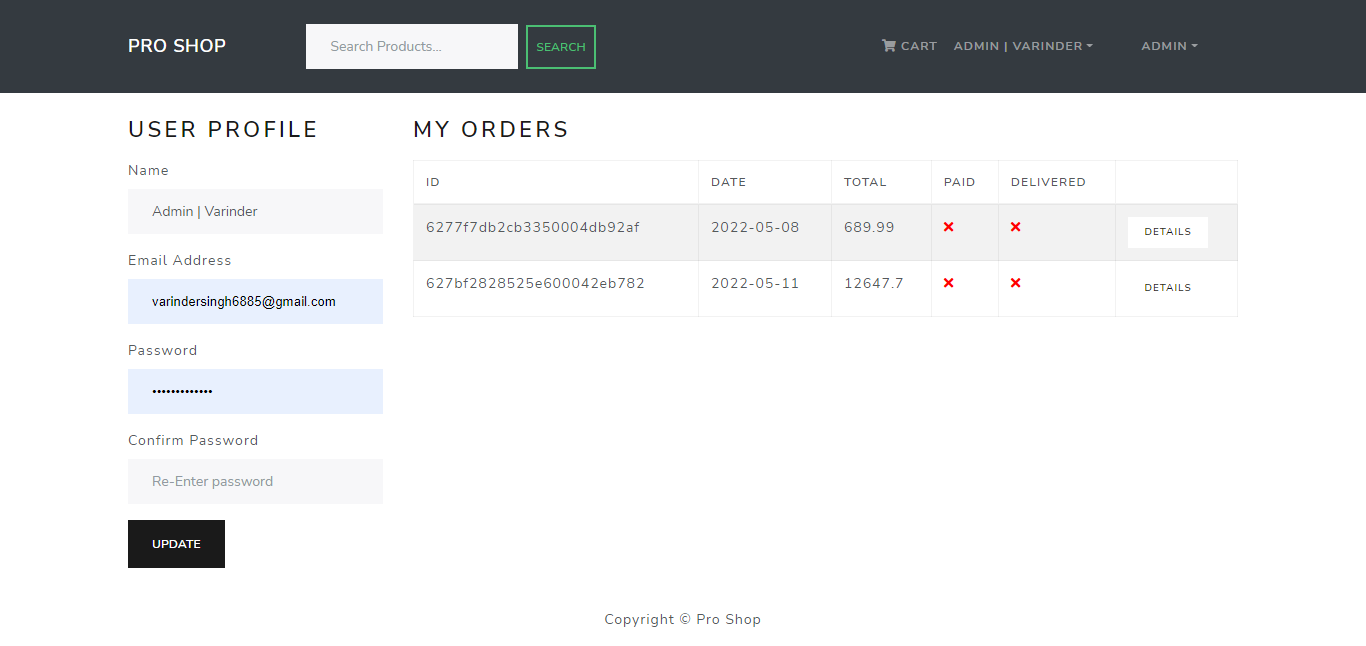 PRO SHOP
Search Products...
SEARCH
CART
ADMIN | VARINDER
ADMIN
USER PROFILE
Name
Admin | Varinder
Email Address
varindersingh6885@gmail.com
Password
•••••••••••••
Confirm Password
Re-Enter password
UPDATE
MY ORDERS
ID DATE TOTAL PAID DELIVERED
6277f7db2cb3350004db92af 2022-05-08 689.99 DETAILS
627bf2828525e600042eb782 2022-05-11 12647.7 DETAILS
Copyright © Pro Shop